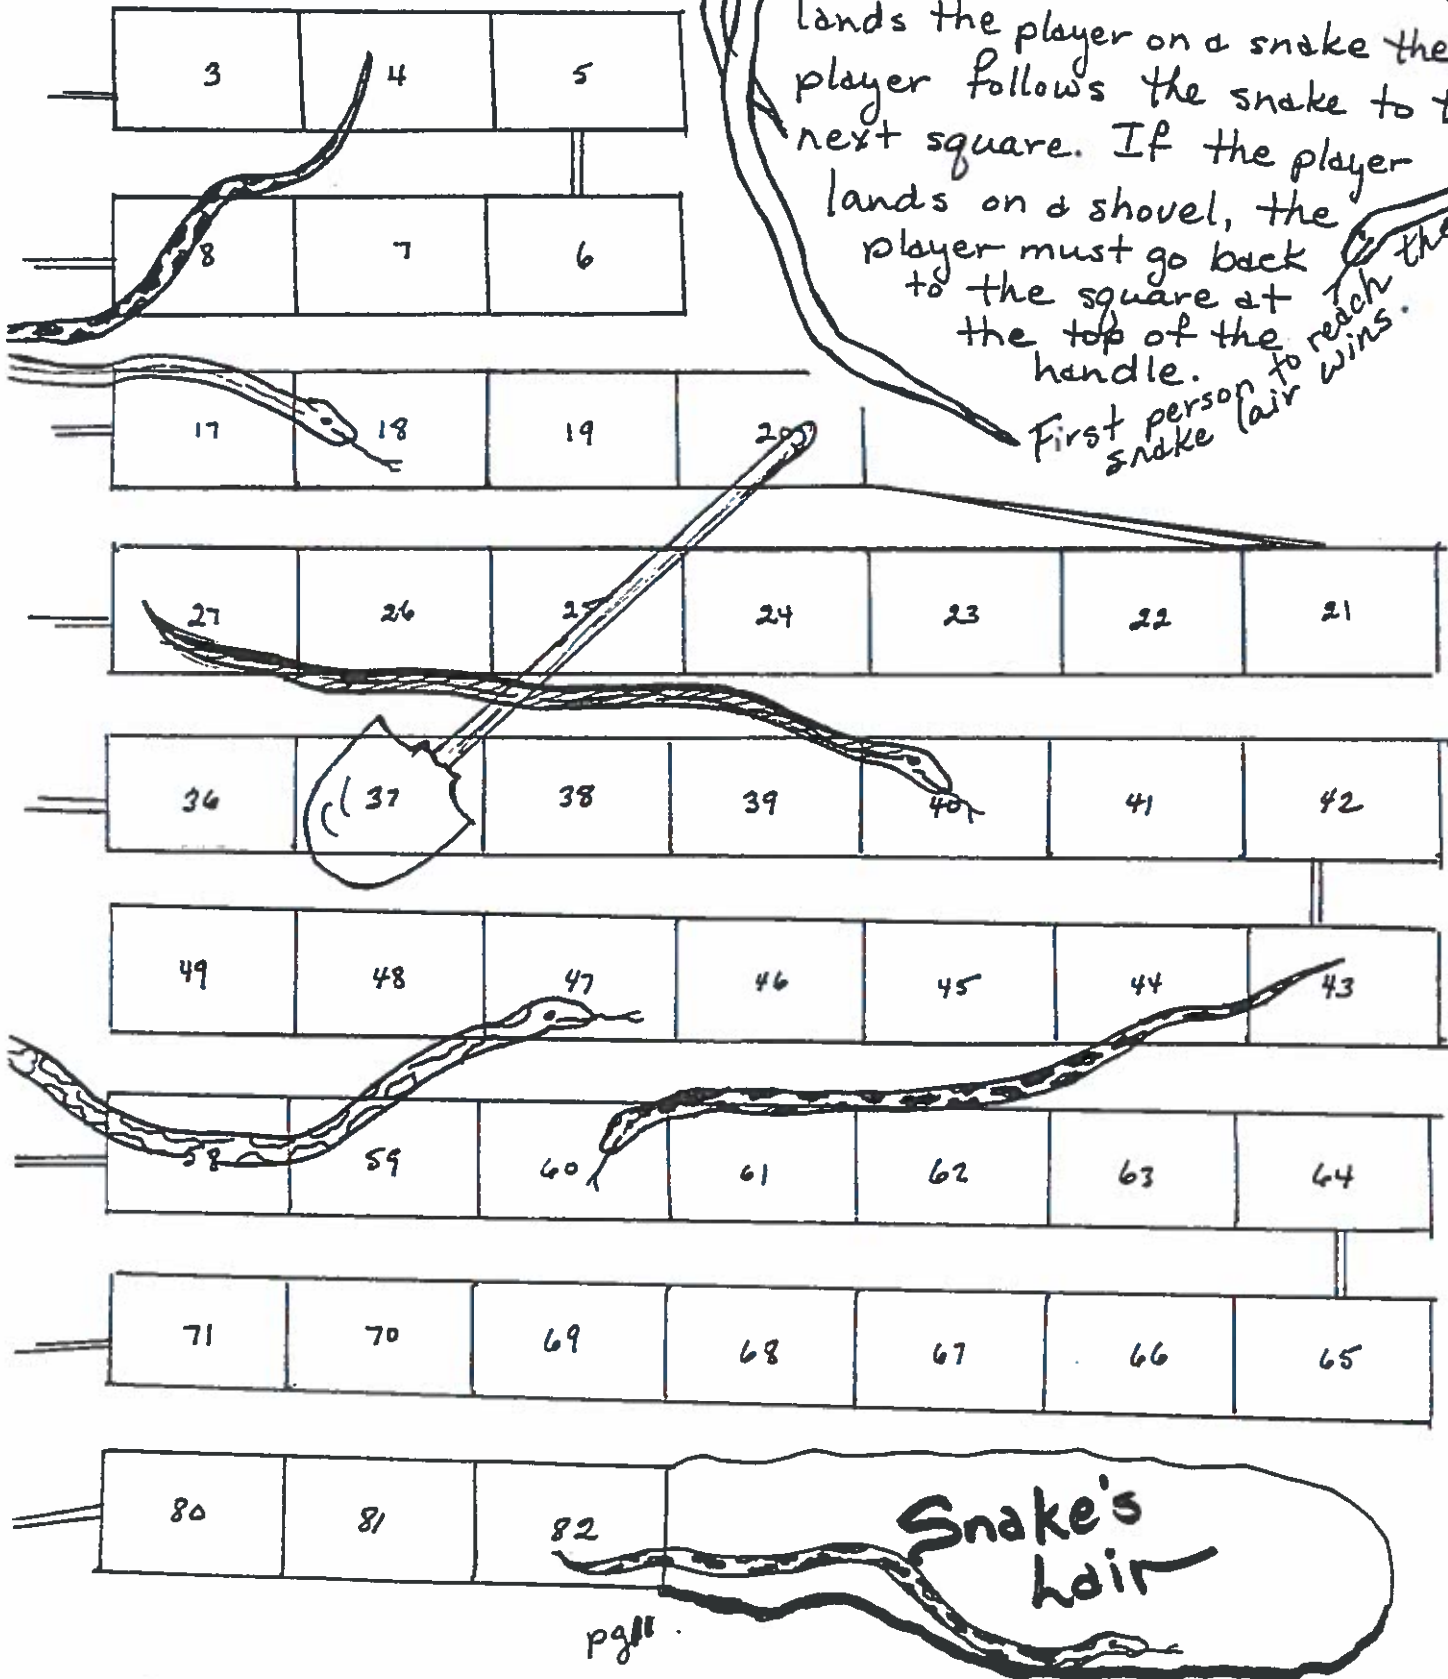 lands the player on a snake the
player follows the snake to t
next square. If the player
lands on a shovel, the
player must go back
to the square at
the top of the
handle.
First person to reach the
snake lair wins.
3 4 5
8 7 6
17 18 19 20
27 26 25 24 23 22 21
36 37 38 39 40 41 42
49 48 47 46 45 44 43
58 59 60 61 62 63 64
71 70 69 68 67 66 65
80 81 82
Snake's
Lair
pg11.